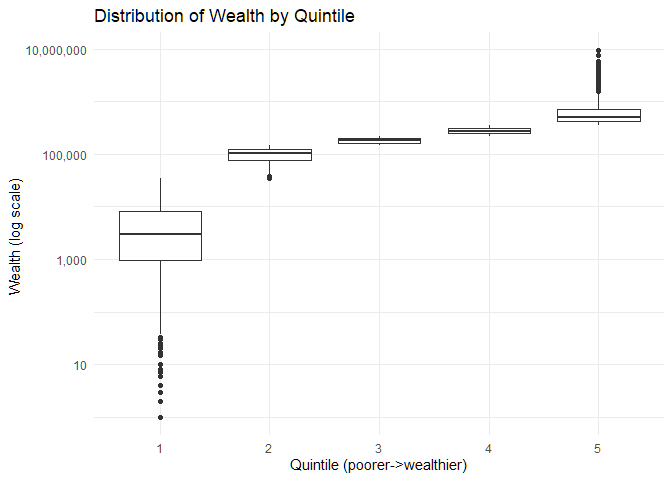 Distribution of Wealth by Quintile
10,000,000
100,000
1,000
10
Wealth (log scale)
1 2 3 4 5
Quintile (poorer->wealthier)